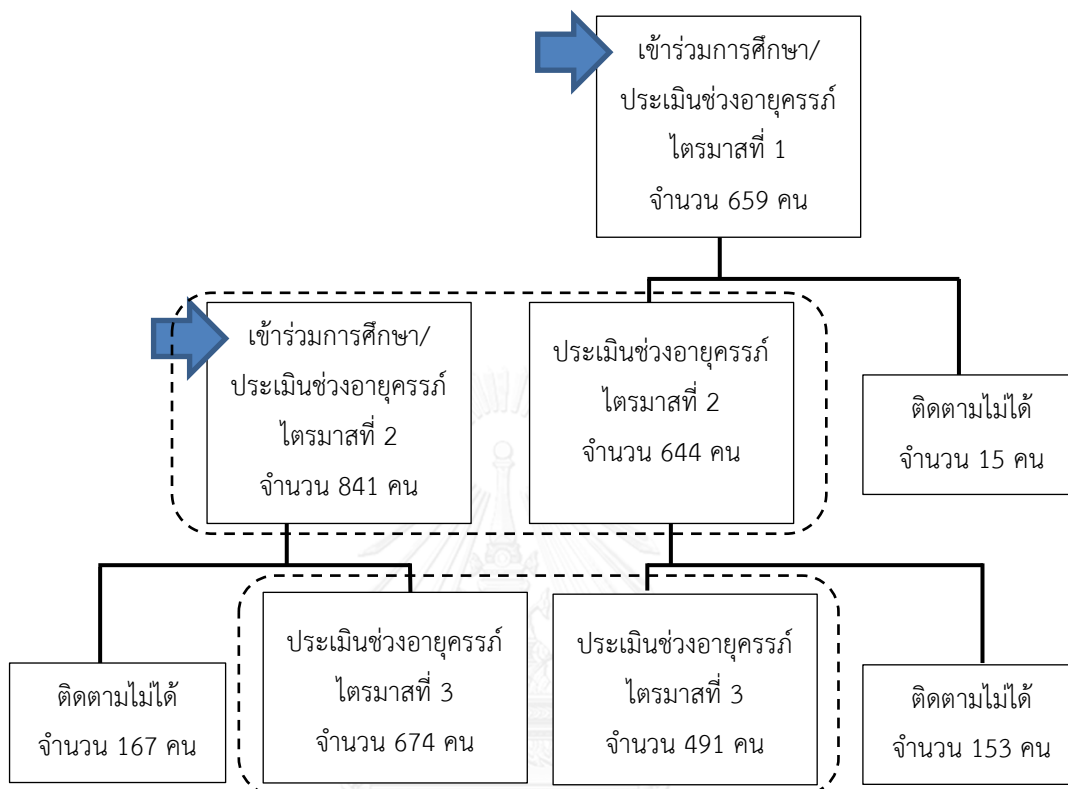 เข้าร่วมการศึกษา/
ประเมินช่วงอายุครรภ์
ไตรมาสที่ 1
จำนวน 659 คน
เข้าร่วมการศึกษา/
ประเมินช่วงอายุครรภ์
ไตรมาสที่ 2
จำนวน 841 คน
ประเมินช่วงอายุครรภ์
ไตรมาสที่ 2
จำนวน 644 คน
ติดตามไม่ได้
จำนวน 15 คน
ติดตามไม่ได้
จำนวน 167 คน
ประเมินช่วงอายุครรภ์
ไตรมาสที่ 3
จำนวน 674 คน
ประเมินช่วงอายุครรภ์
ไตรมาสที่ 3
จำนวน 491 คน
ติดตามไม่ได้
จำนวน 153 คน